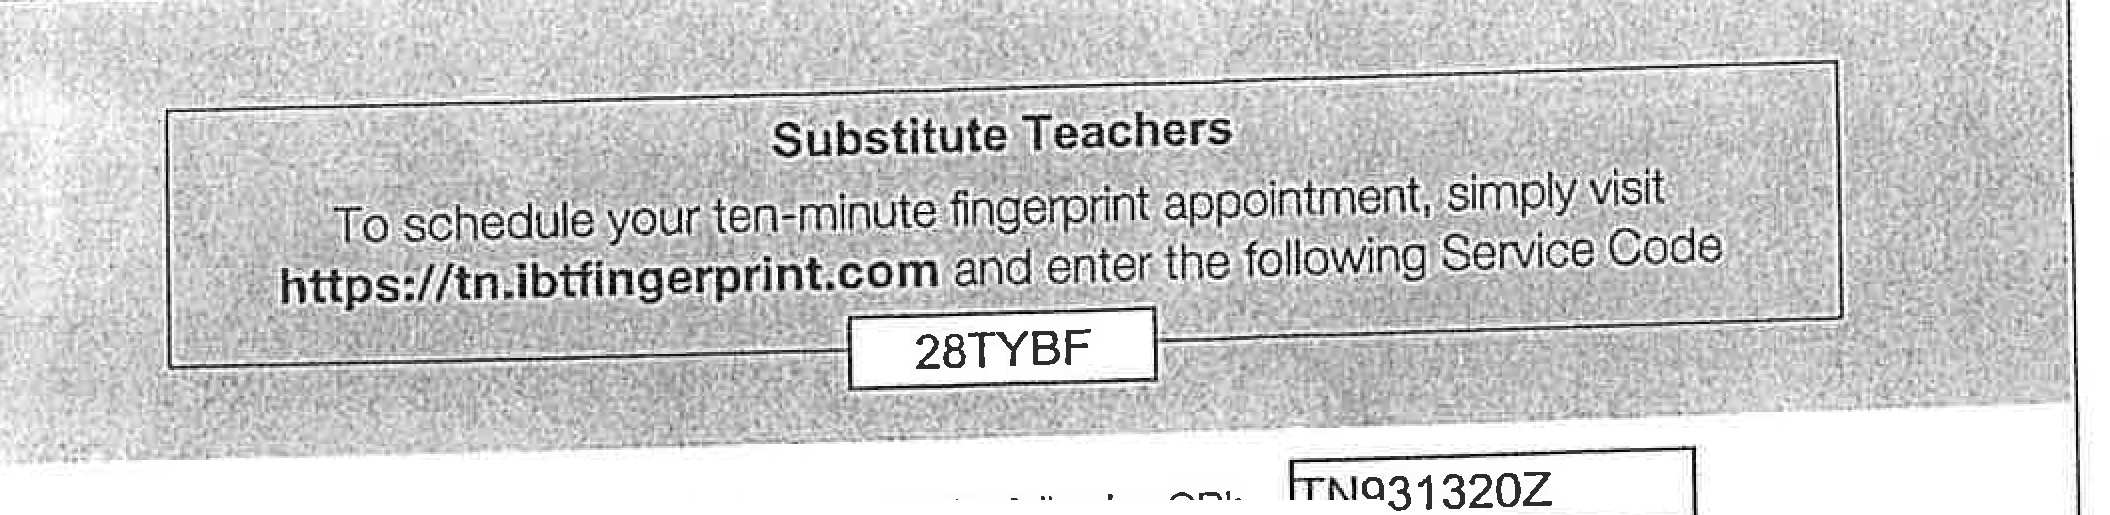 Substitute Teachers
To schedule your ten-minute fingerprint appointment, simply visit
https://tn.ibtfingerprint.com and enter the following Service Code
28TYBF
TN931320Z